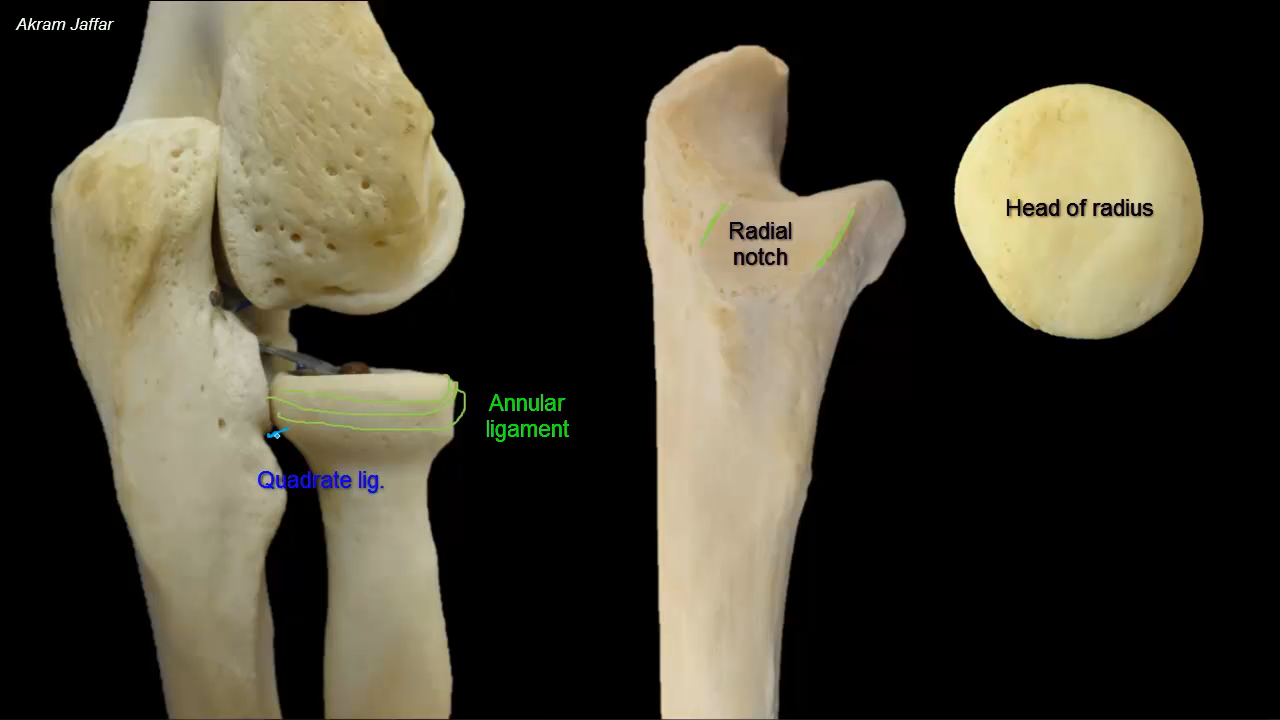 Akram Jaffar
Radial
notch
Head of radius
Annular
ligament
Quadrate lig.